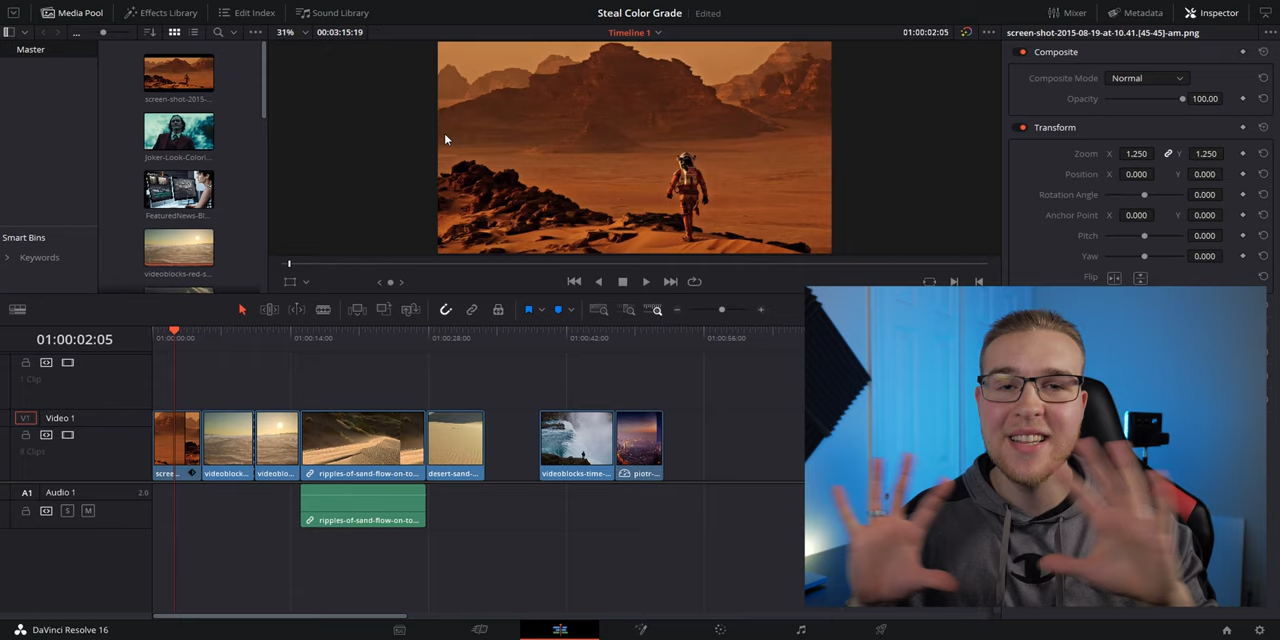 Media Pool
Effects Library
Edit Index
Sound Library
Steal Color Grade
Edited
Mixer
Metadata
Inspector
...
31%
00:03:15:19
Timeline 1
01:00:02:05
screen-shot-2015-08-19-at-10.41.[45-45]-am.png
Master
screen-shot-2015-...
Joker-Look-Colori...
FeaturedNews-Bl...
videoblocks-red-s...
Smart Bins
Keywords
Composite
Composite Mode
Normal
Opacity
100.00
Transform
Zoom X 1.250 Y 1.250
Position X 0.000 Y 0.000
Rotation Angle 0.000
Anchor Point X 0.000 Y 0.000
Pitch 0.000
Yaw 0.000
Flip
01:00:02:05
01:00:00:00
01:00:14:00
01:00:28:00
01:00:42:00
01:00:56:00
1 Clip
V1 Video 1
8 Clips
scree...
videoblock...
videoblo...
ripples-of-sand-flow-on-to...
desert-sand-...
videoblocks-time-...
piotr-...
A1 Audio 1 2.0
S M
ripples-of-sand-flow-on-to...
DaVinci Resolve 16